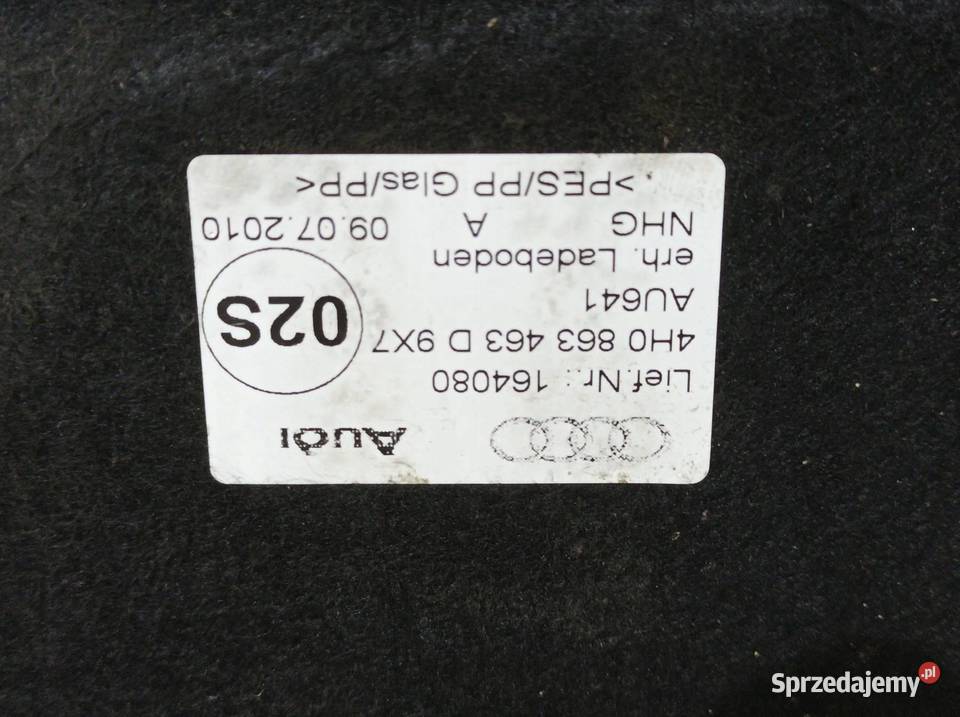 Audi
Lief.Nr.: 164080
4H0 863 463 D 9X7
AU641
02S
erh. Ladeboden
NHG A 09.07.2010
>PES/PP Glas/PP<
Sprzedajemy.pl